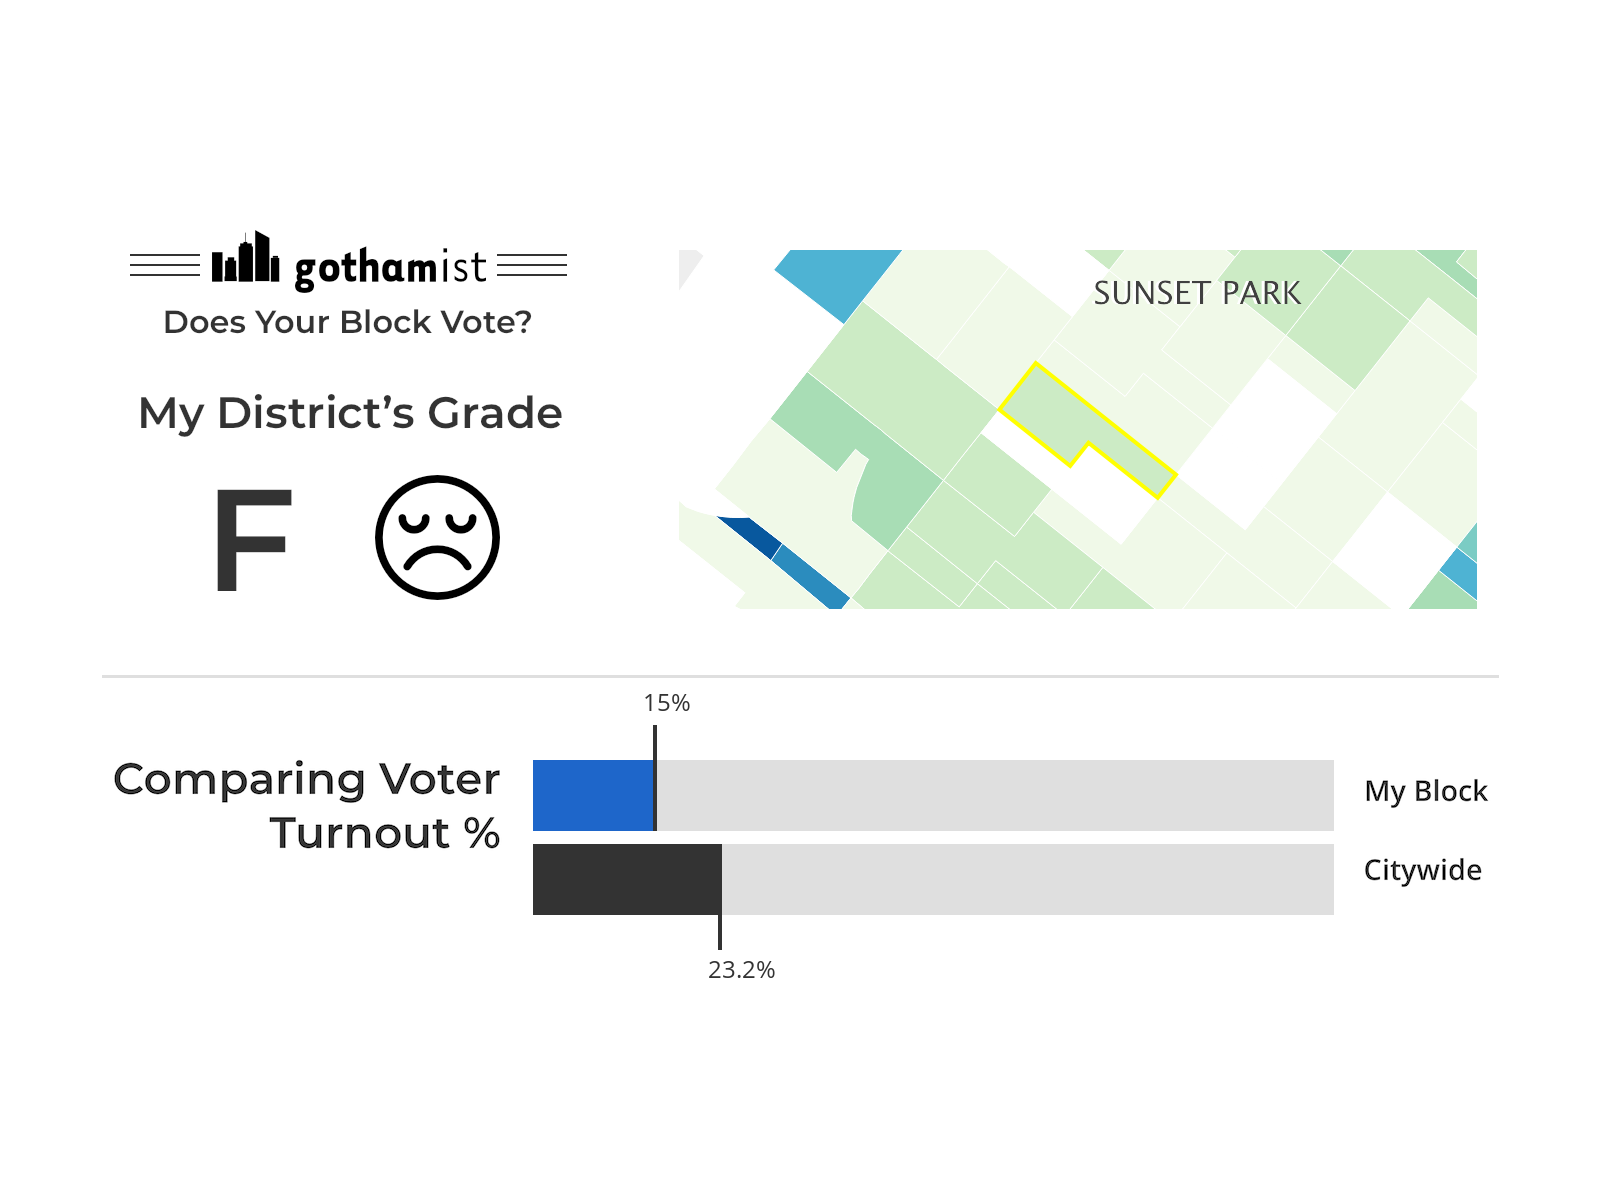 gothamist
Does Your Block Vote?
My District's Grade
F
SUNSET PARK
15%
Comparing Voter
Turnout %
My Block
Citywide
23.2%